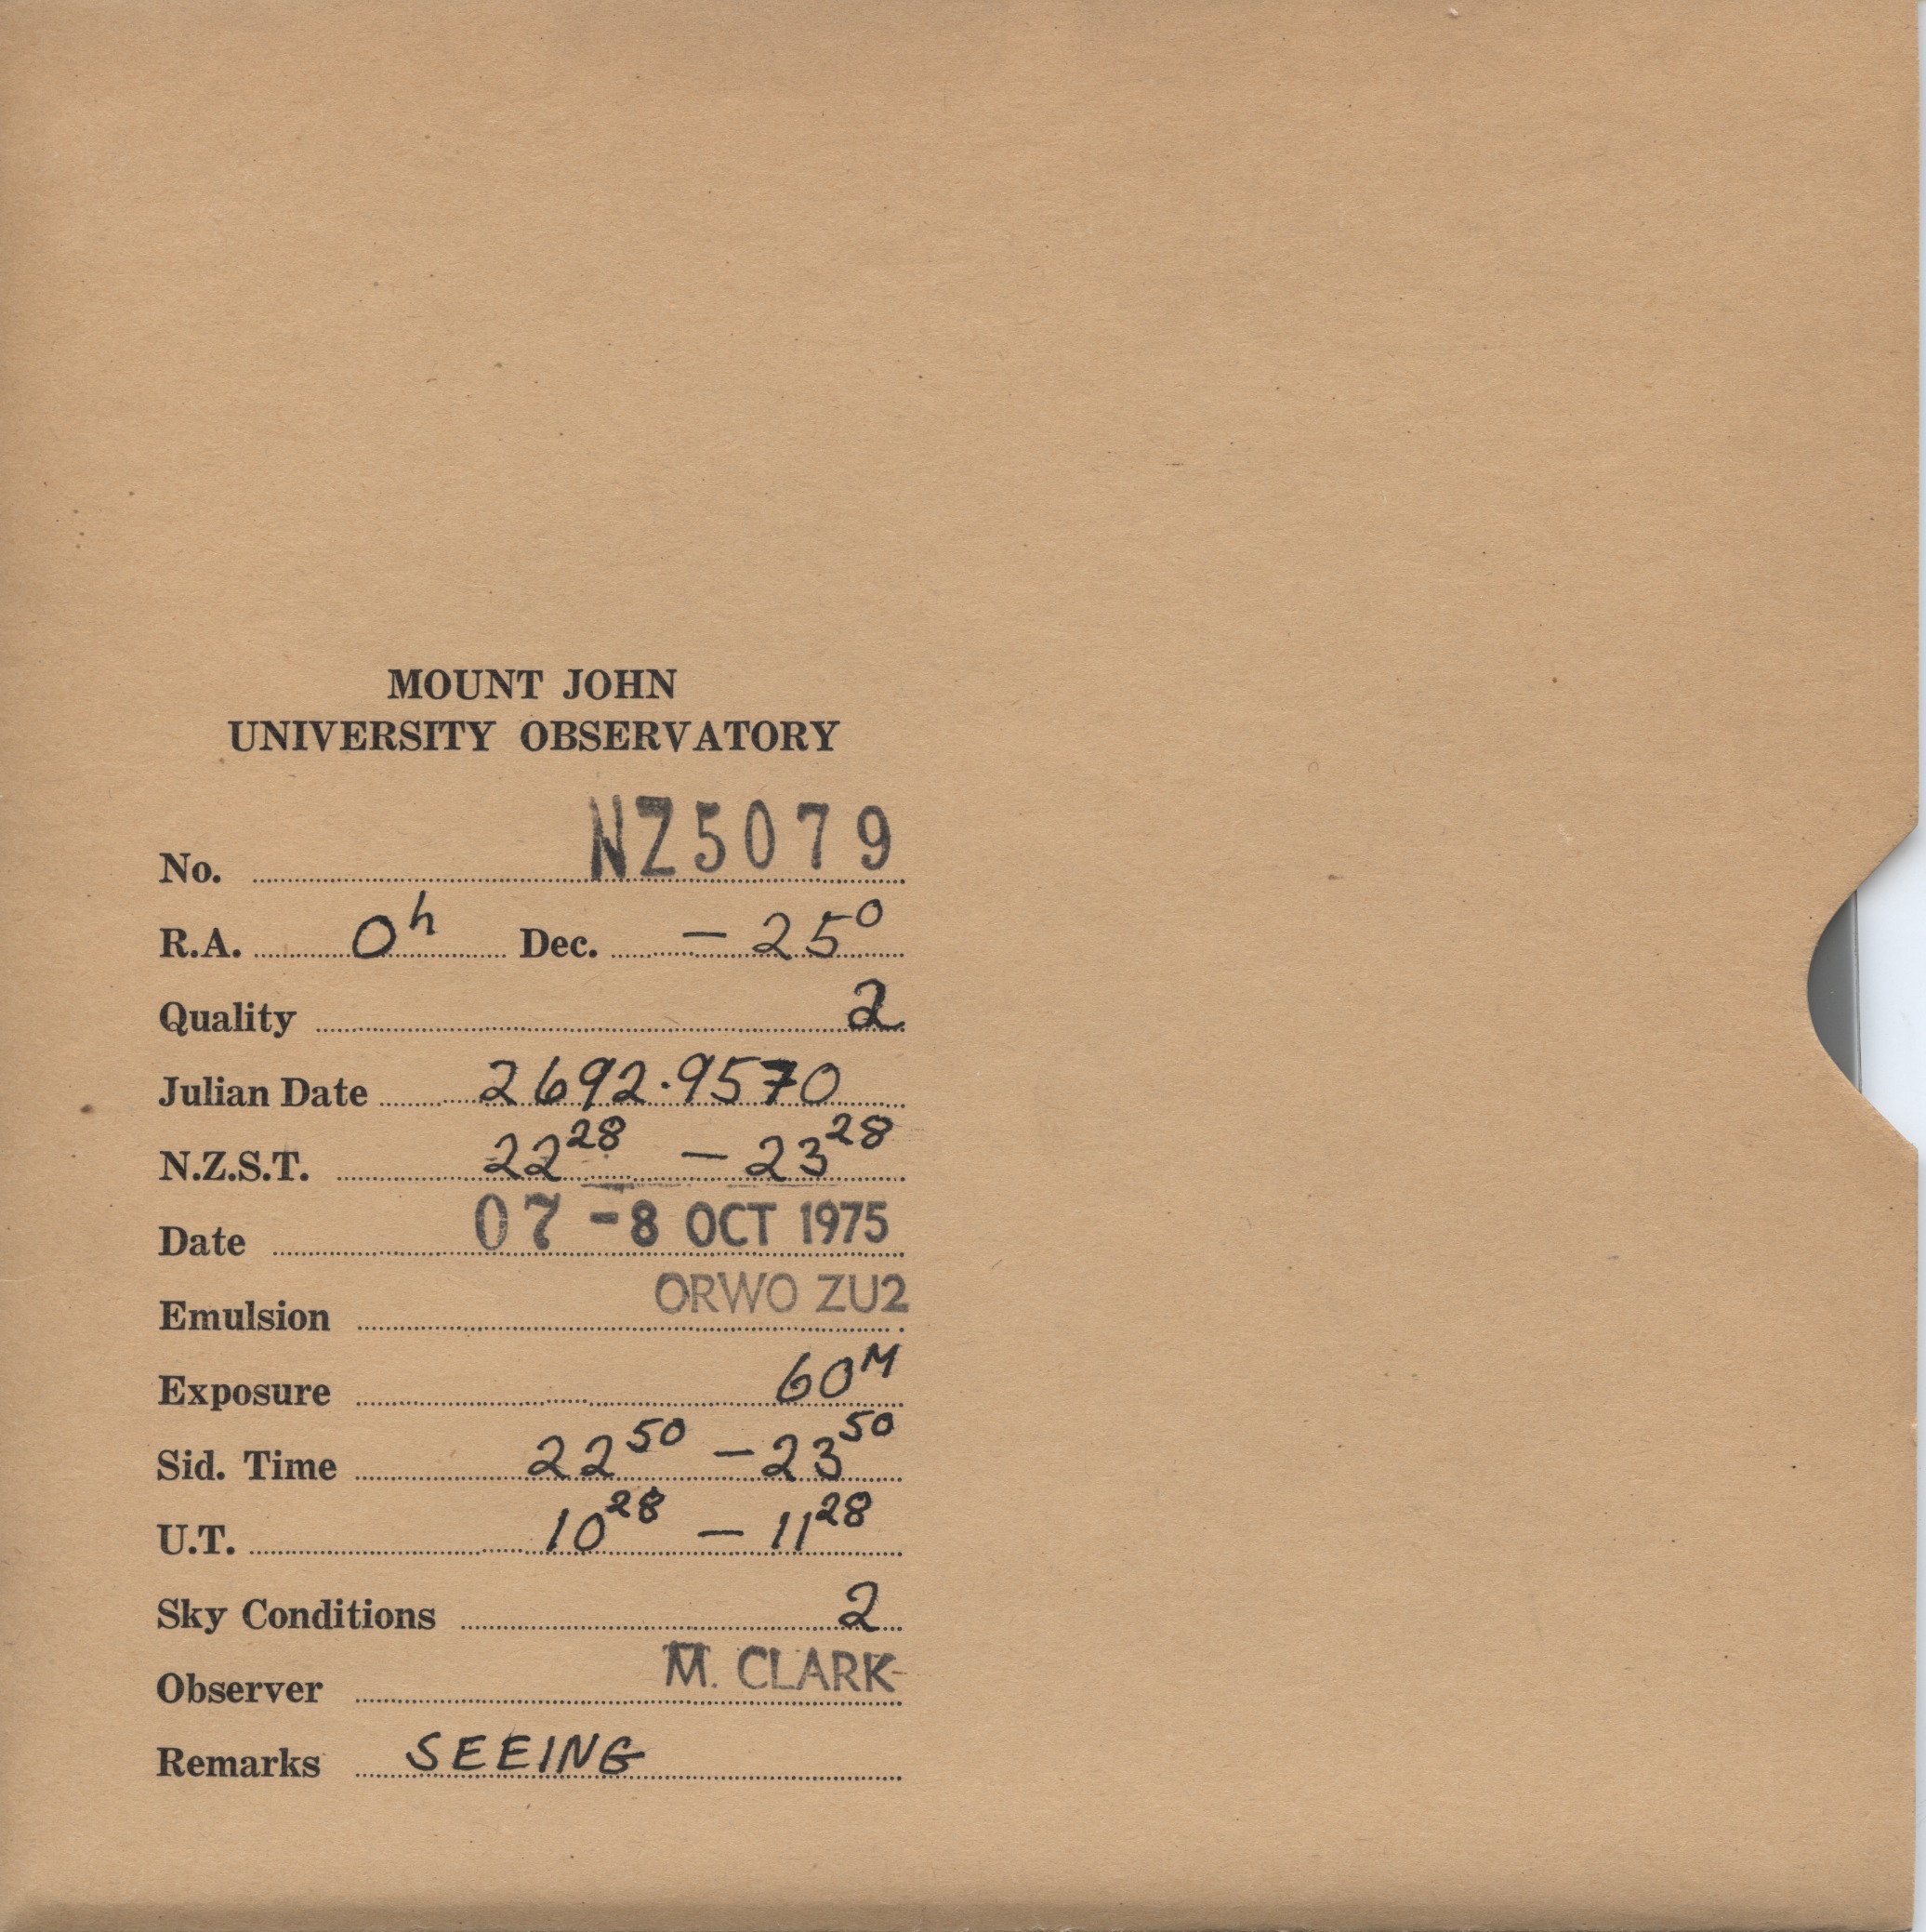 MOUNT JOHN
UNIVERSITY OBSERVATORY
No. NZ5079
R.A. 0h Dec. - 25°
Quality 2
Julian Date 2692.9570
N.Z.S.T. 22²⁸ - 23²⁸
Date 07 -8 OCT 1975
Emulsion ORWO ZU2
Exposure 60M
Sid. Time 22⁵⁰ - 23⁵⁰
U.T. 10²⁸ - 11²⁸
Sky Conditions 2
Observer M. CLARK
Remarks SEEING